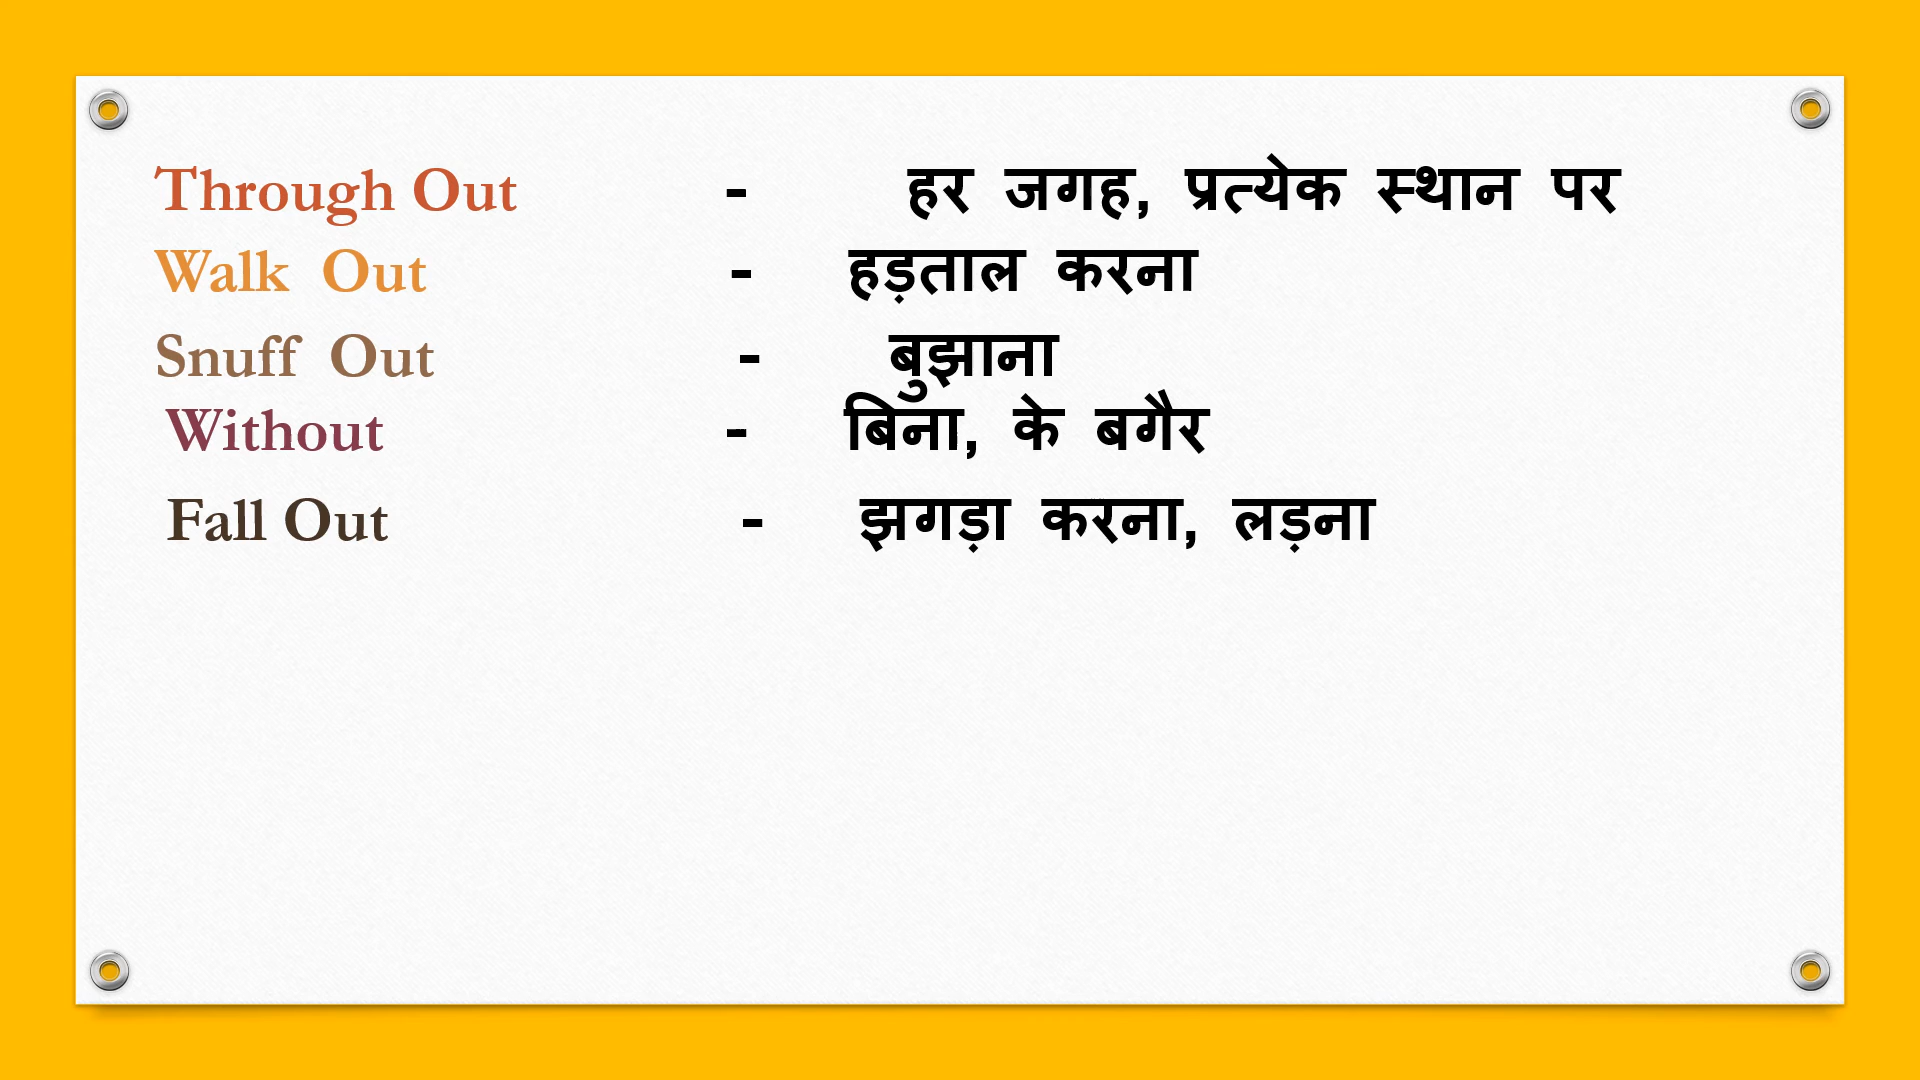 Through Out - हर जगह, प्रत्येक स्थान पर
Walk Out - हड़ताल करना
Snuff Out - बुझाना
Without - बिना, के बगैर
Fall Out - झगड़ा करना, लड़ना